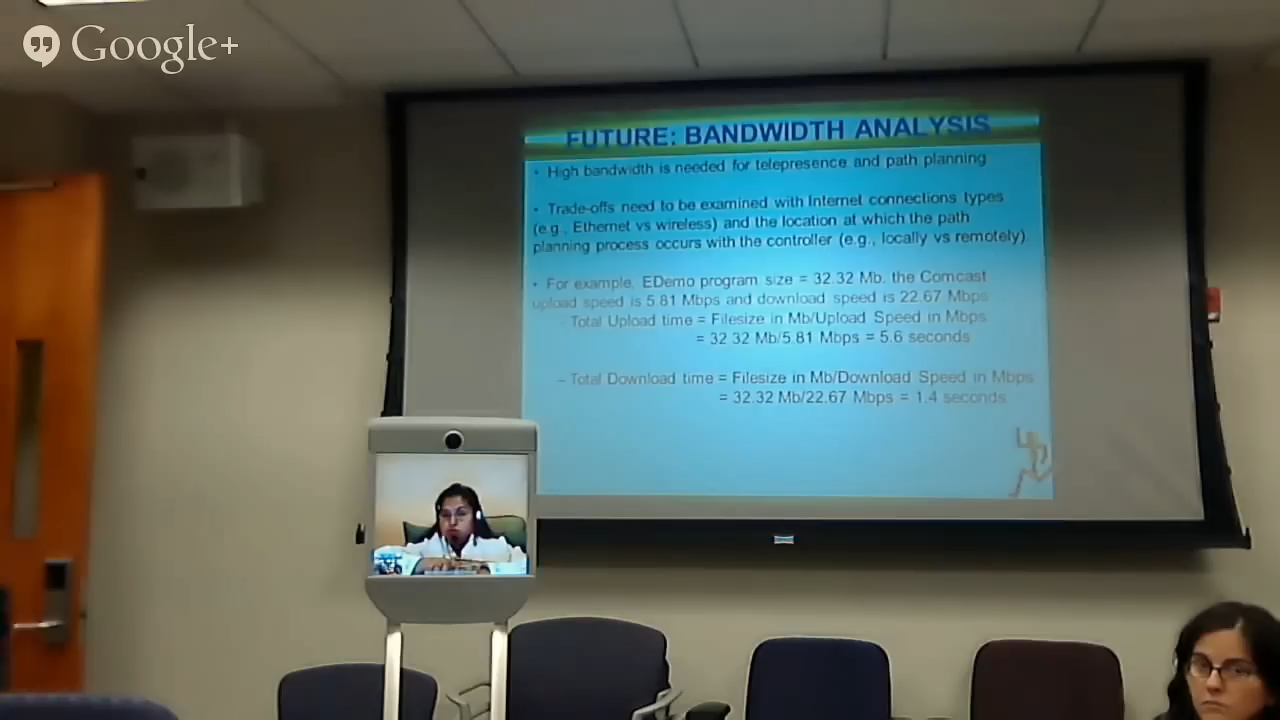 Google+
FUTURE: BANDWIDTH ANALYSIS
• High bandwidth is needed for telepresence and path planning
• Trade-offs need to be examined with Internet connections types
(e.g., Ethernet vs wireless) and the location at which the path
planning process occurs with the controller (e.g., locally vs remotely)
• For example, EDemo program size = 32.32 Mb, the Comcast
upload speed is 5.81 Mbps and download speed is 22.67 Mbps
– Total Upload time = Filesize in Mb/Upload Speed in Mbps
= 32.32 Mb/5.81 Mbps = 5.6 seconds
– Total Download time = Filesize in Mb/Download Speed in Mbps
= 32.32 Mb/22.67 Mbps = 1.4 seconds